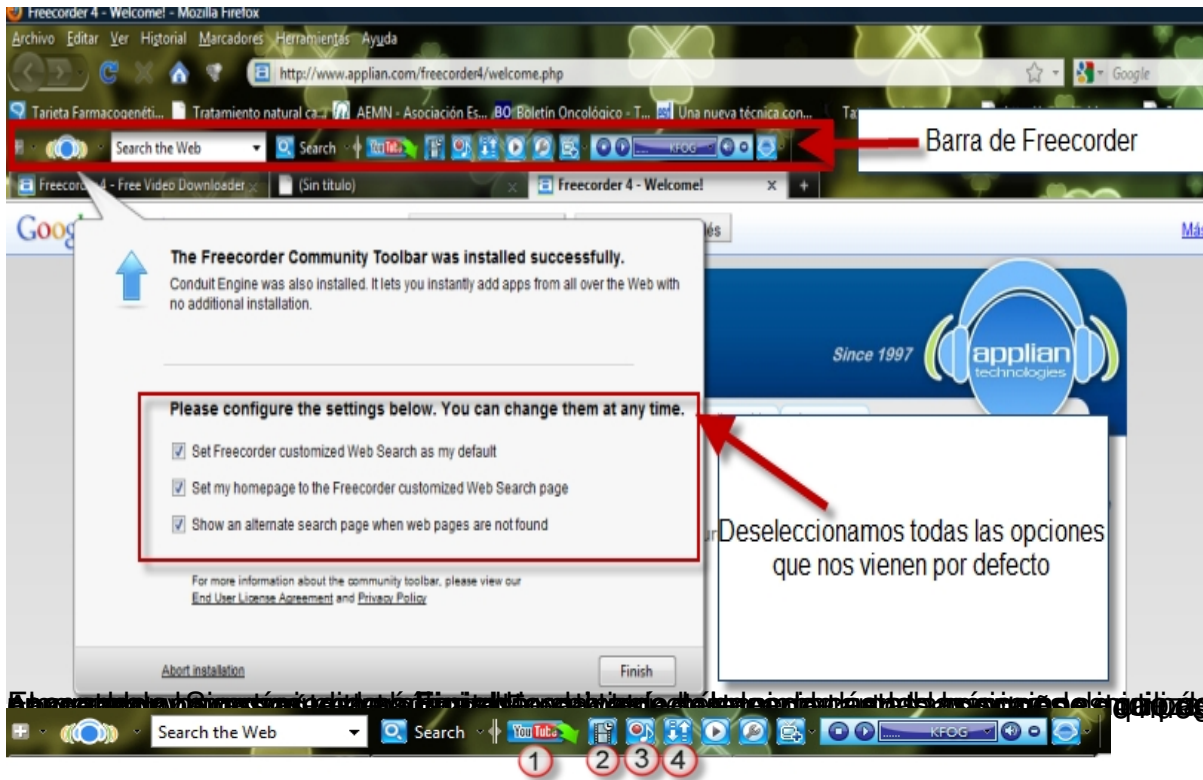 Freecorder 4 - Welcome! - Mozilla Firefox
Archivo Editar Ver Historial Marcadores Herramientas Ayuda
http://www.applian.com/freecorder4/welcome.php
Google
Tarjeta Farmacogenéti... Tratamiento natural ca... AEMN - Asociación Es... BO Boletín Oncológico - T... Una nueva técnica con...
Barra de Freecorder
Search the Web Search YouTube KFOG
Freecorder 4 - Free Video Downloader (Sin título) Freecorder 4 - Welcome!
The Freecorder Community Toolbar was installed successfully.
Conduit Engine was also installed. It lets you instantly add apps from all over the Web with
no additional installation.
Since 1997
applian
technologies
Please configure the settings below. You can change them at any time.
Set Freecorder customized Web Search as my default
Set my homepage to the Freecorder customized Web Search page
Show an alternate search page when web pages are not found
Deseleccionamos todas las opciones
que nos vienen por defecto
For more information about the community toolbar, please view our
End User License Agreement and Privacy Policy
Abort installation
Finish
Search the Web Search YouTube KFOG
1 2 3 4